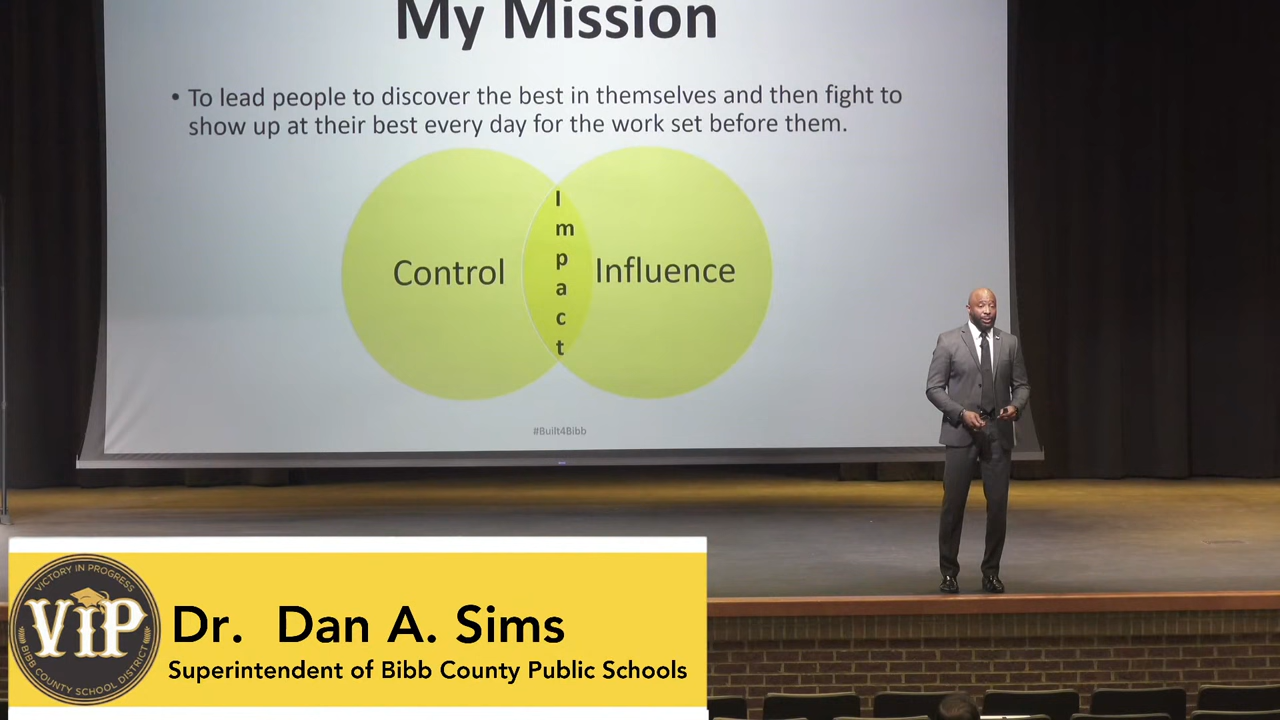 My Mission
• To lead people to discover the best in themselves and then fight to
show up at their best every day for the work set before them.
Control
Impact
Influence
#Built4Bibb
VICTORY IN PROGRESS
VIP
BIBB COUNTY SCHOOL DISTRICT
Dr. Dan A. Sims
Superintendent of Bibb County Public Schools